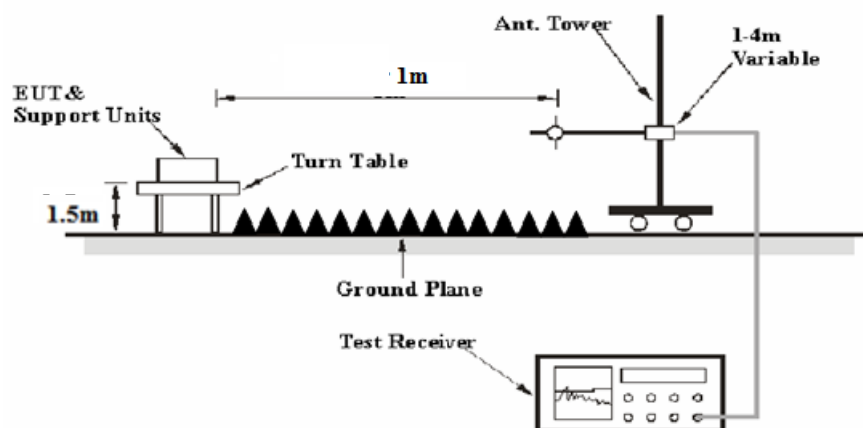 Ant. Tower
1-4m
Variable
1m
EUT&
Support Units
Turn Table
1.5m
Ground Plane
Test Receiver